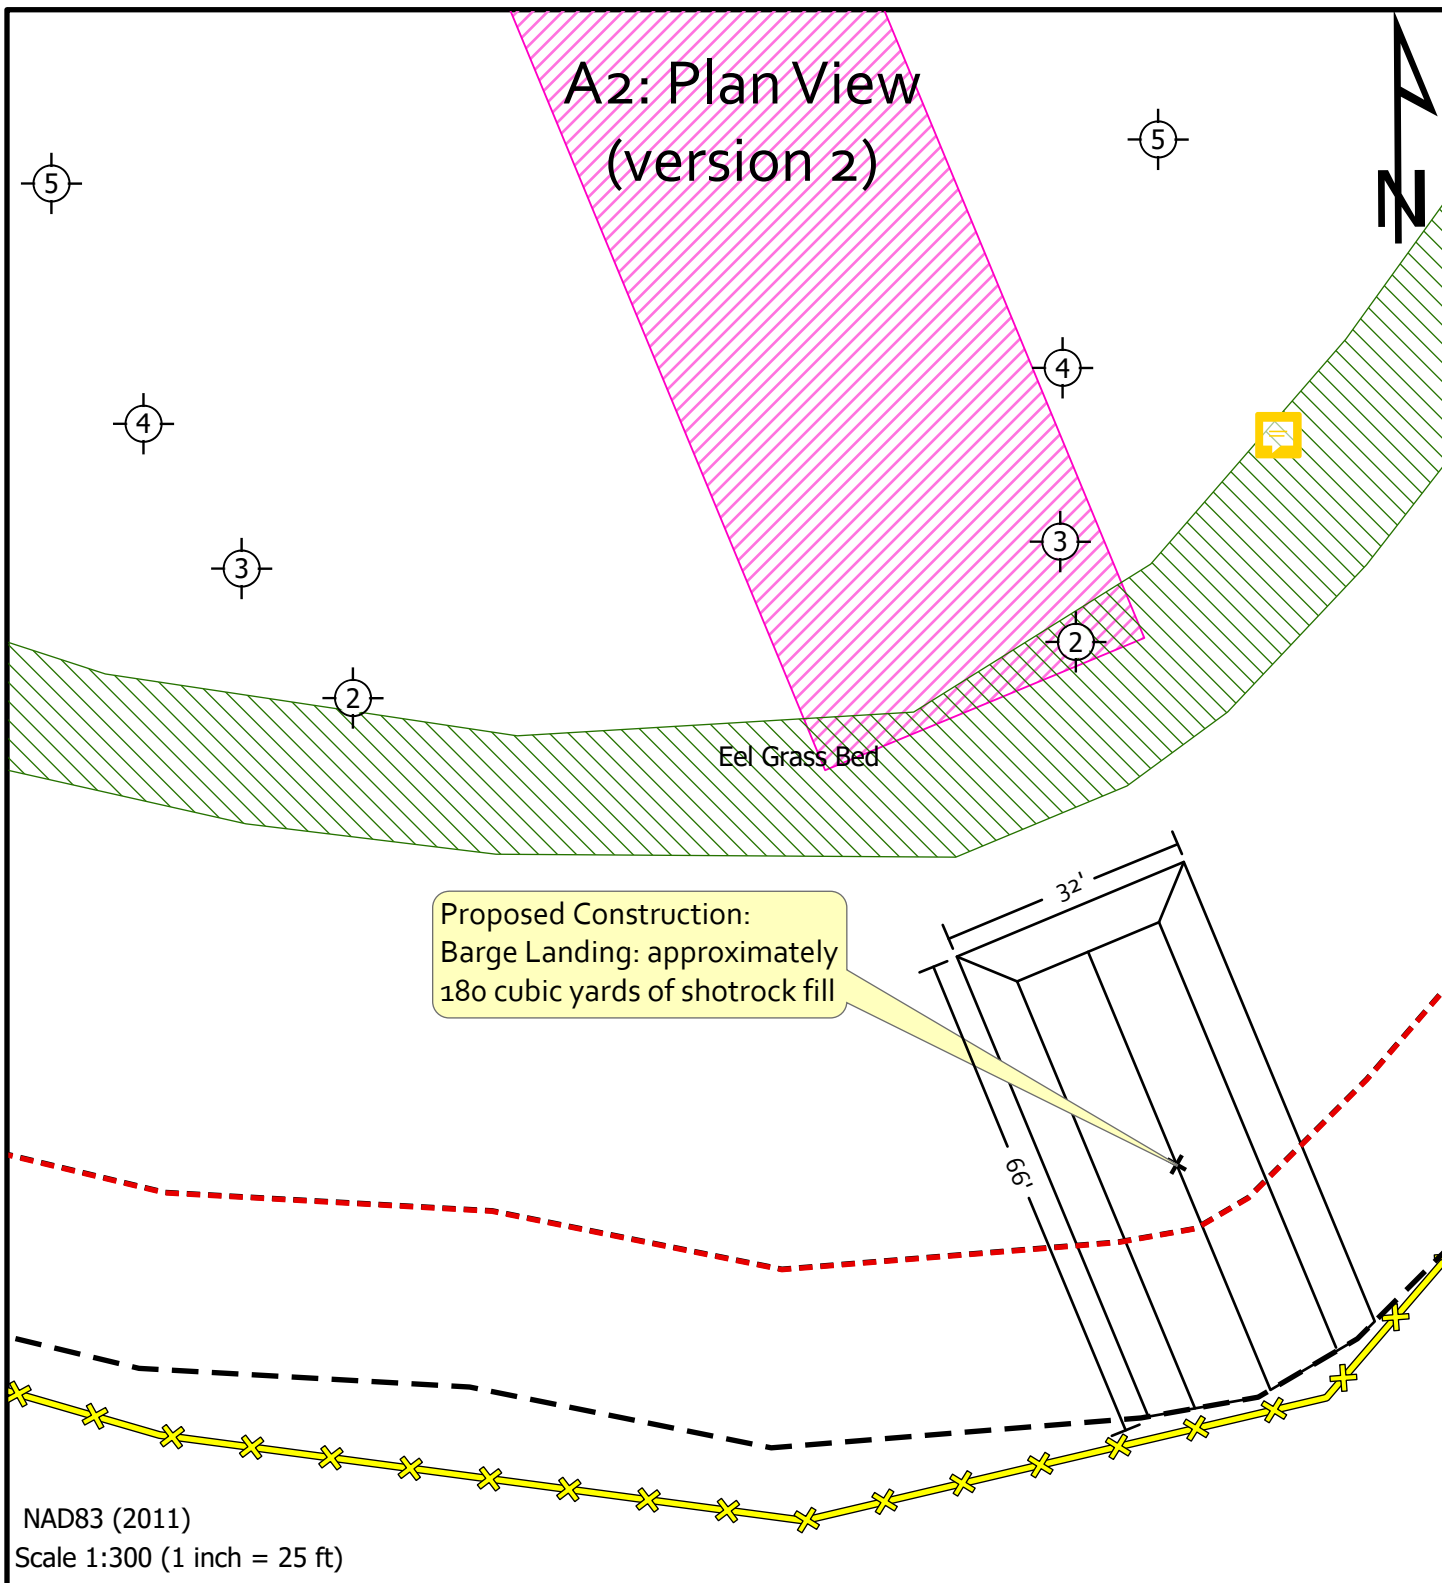 A2: Plan View
(version 2)
N
5
5
4
4
3
3
2
2
Eel Grass Bed
32'
Proposed Construction:
Barge Landing: approximately
180 cubic yards of shotrock fill
66'
NAD83 (2011)
Scale 1:300 (1 inch = 25 ft)